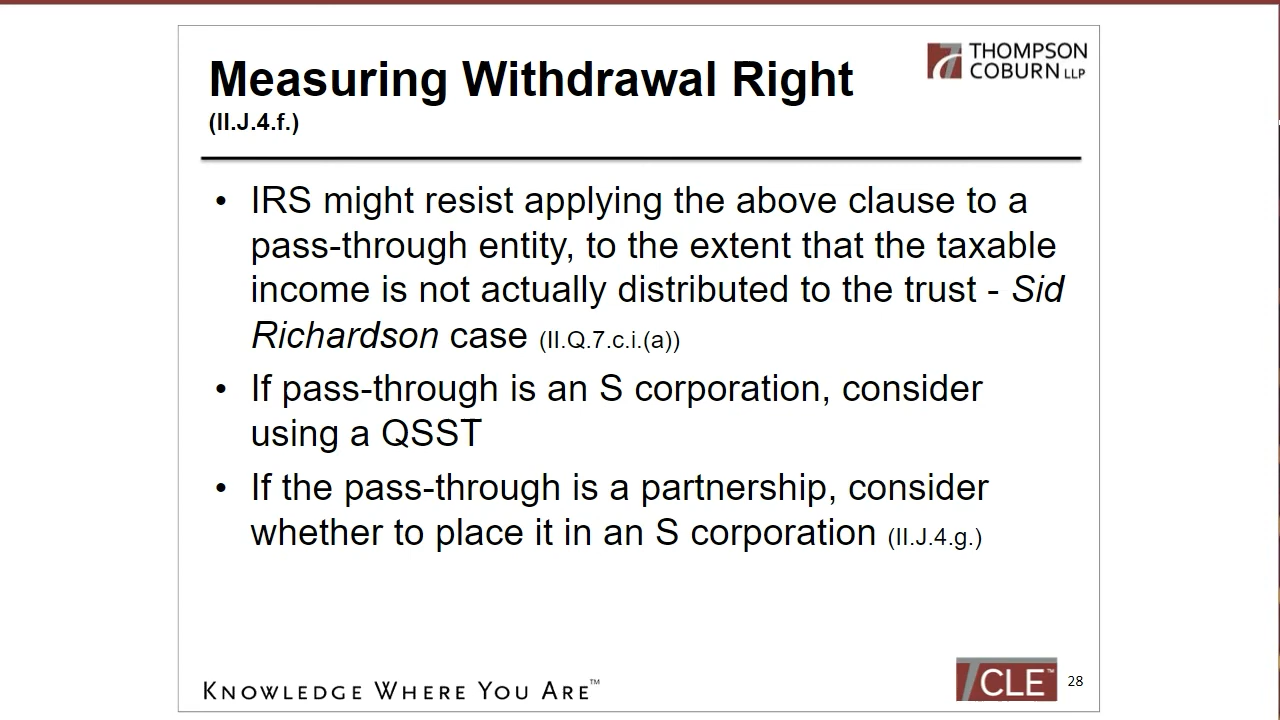 THOMPSON
COBURN LLP
Measuring Withdrawal Right
(II.J.4.f.)
• IRS might resist applying the above clause to a
pass-through entity, to the extent that the taxable
income is not actually distributed to the trust - Sid
Richardson case (II.Q.7.c.i.(a))
• If pass-through is an S corporation, consider
using a QSST
• If the pass-through is a partnership, consider
whether to place it in an S corporation (II.J.4.g.)
KNOWLEDGE WHERE YOU ARE™
CLE™
28